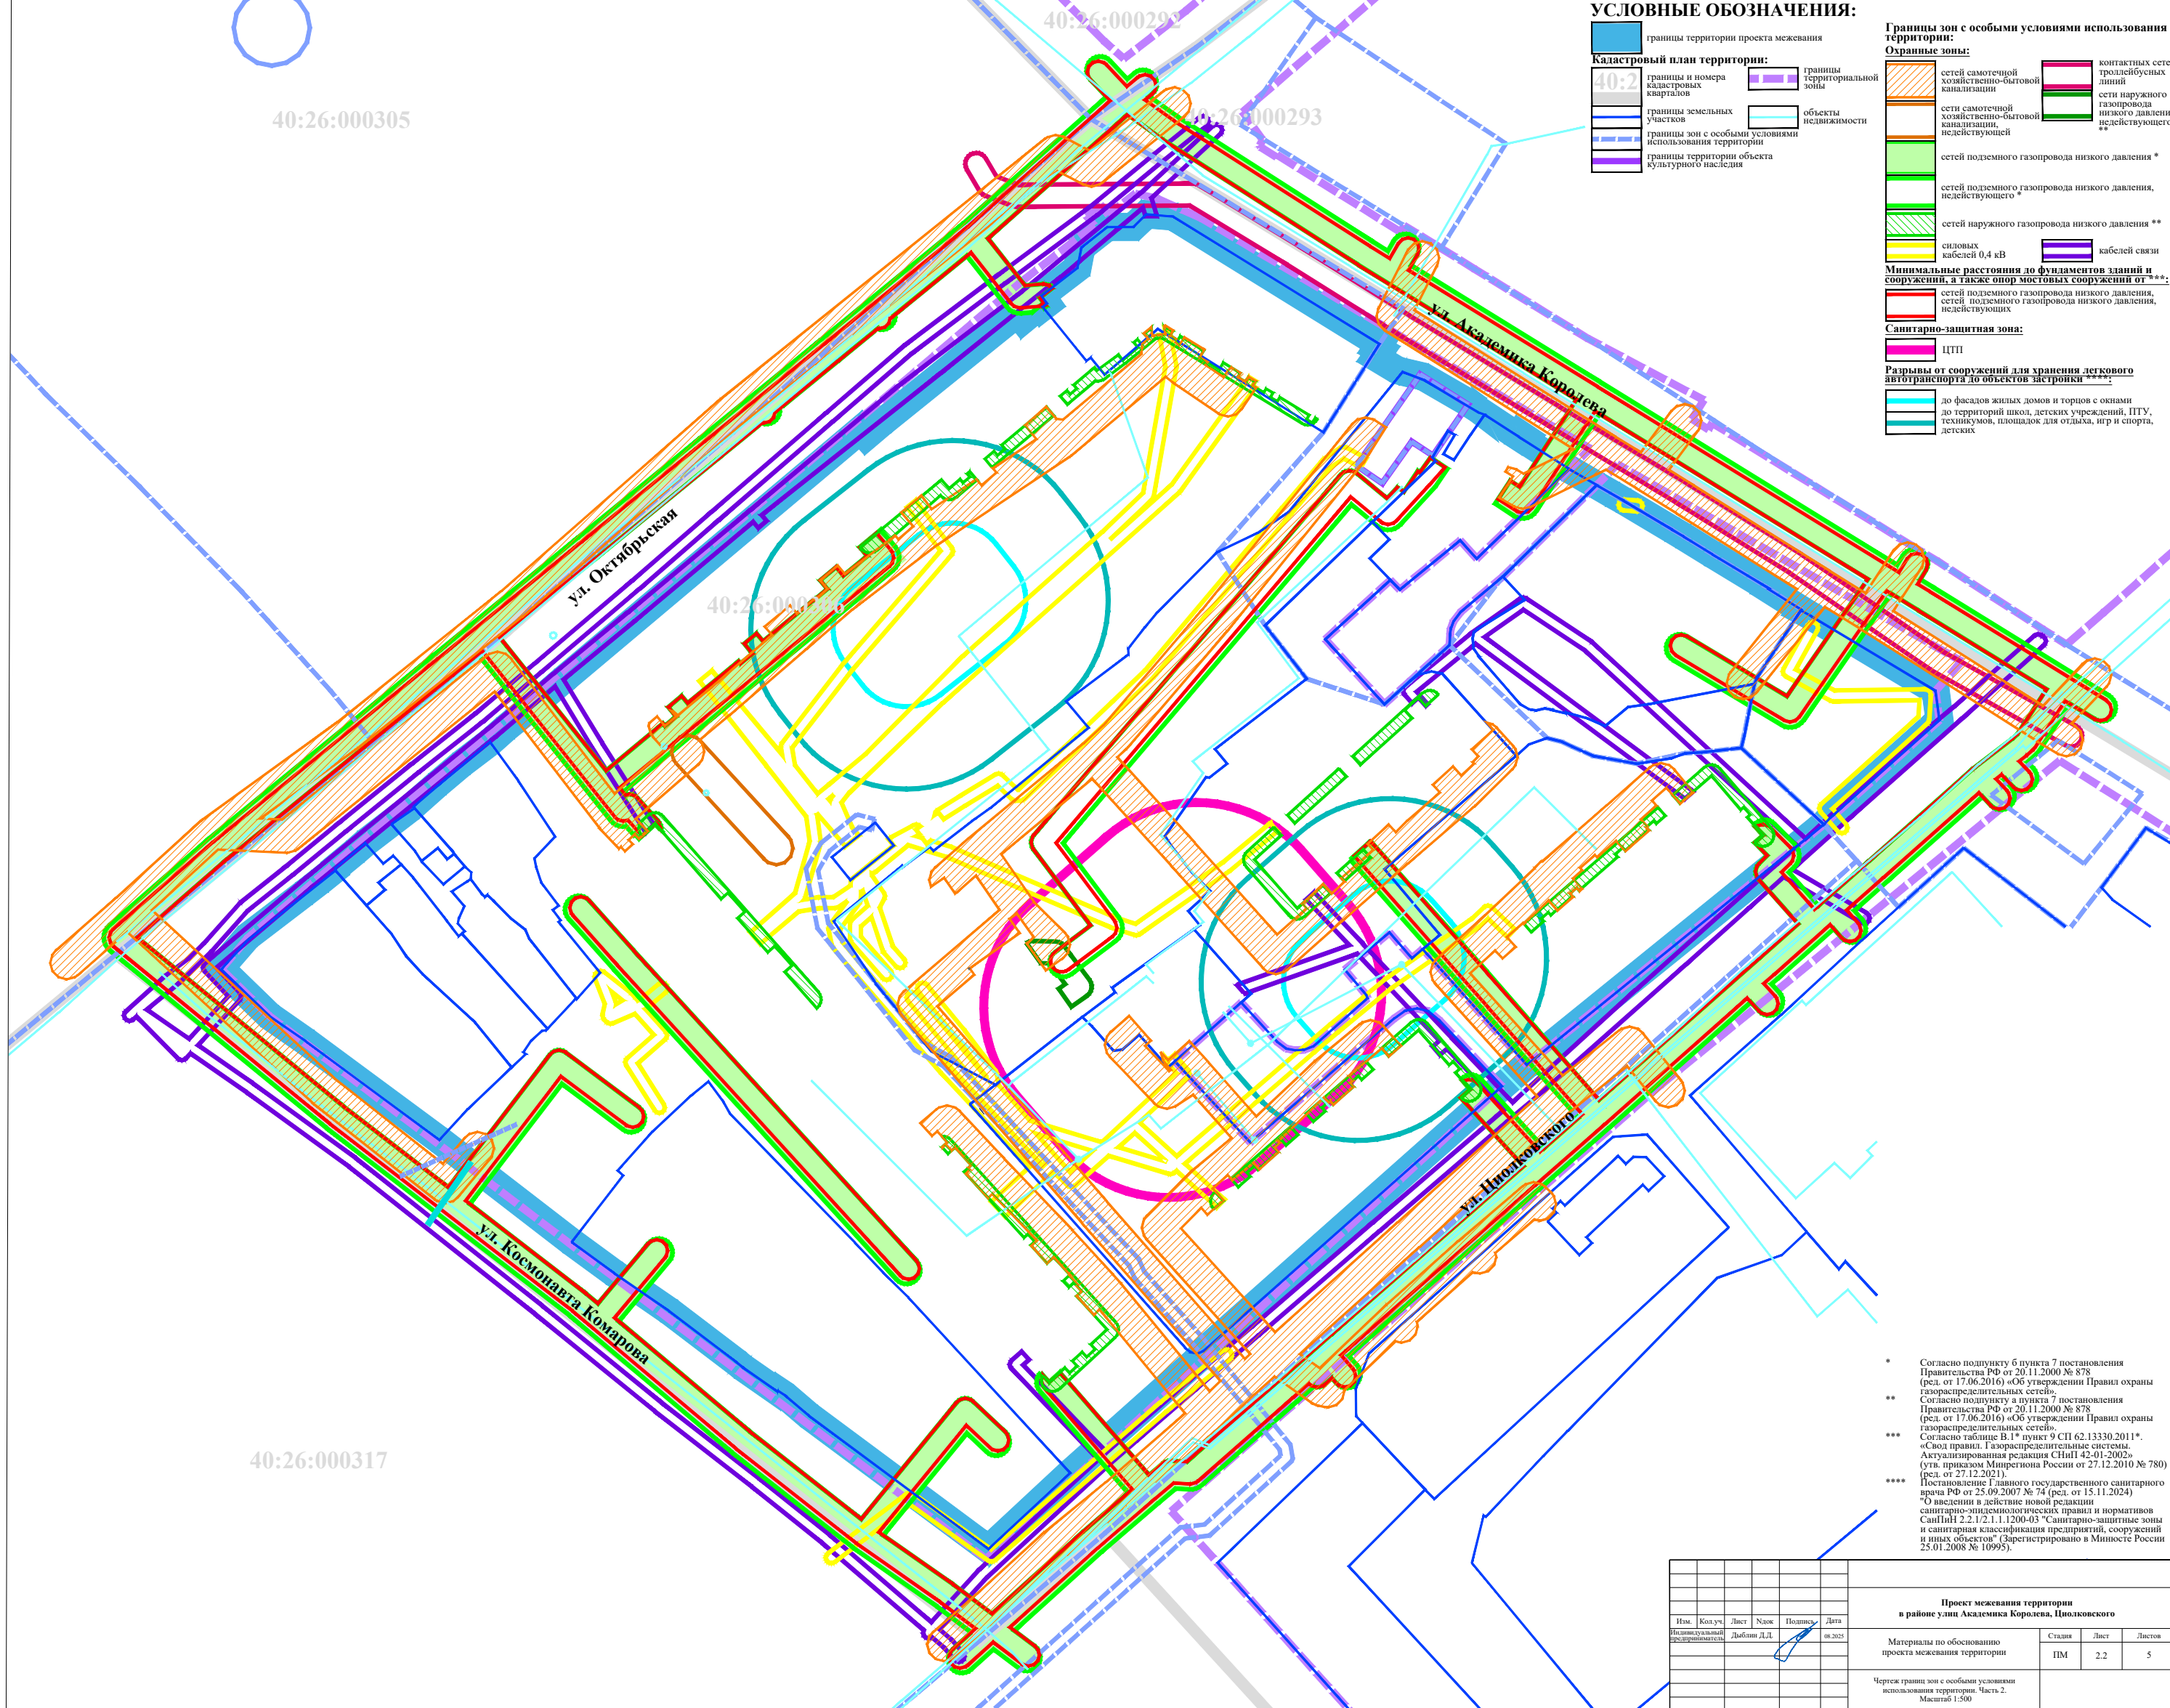 40:26:000292
40:26:000305
40:26:000293
40:26:000317
ул. Октябрьская
ул. Академика Королева
ул. Циолковского
ул. Космонавта Комарова
УСЛОВНЫЕ ОБОЗНАЧЕНИЯ:
границы территории проекта межевания
Кадастровый план территории:
40:2
границы и номера
кадастровых
кварталов
границы
территориальной
зоны
границы земельных
участков
объекты
недвижимости
границы зон с особыми условиями
использования территории
границы территории объекта
культурного наследия
Границы зон с особыми условиями использования
территории:
Охранные зоны:
сетей самотечной
хозяйственно-бытовой
канализации
контактных сете
троллейбусных
линий
сети самотечной
хозяйственно-бытовой
канализации,
недействующей
сети наружного
газопровода
низкого давлени
недействующего
**
сетей подземного газопровода низкого давления *
сетей подземного газопровода низкого давления,
недействующего *
сетей наружного газопровода низкого давления **
силовых
кабелей 0,4 кВ
кабелей связи
Минимальные расстояния до фундаментов зданий и
сооружений, а также опор мостовых сооружений от ***:
сетей подземного газопровода низкого давления,
сетей подземного газопровода низкого давления,
недействующих
Санитарно-защитная зона:
ЦТП
Разрывы от сооружений для хранения легкового
автотранспорта до объектов застройки ****:
до фасадов жилых домов и торцов с окнами
до территорий школ, детских учреждений, ПТУ,
техникумов, площадок для отдыха, игр и спорта,
детских
* Согласно подпункту б пункта 7 постановления
Правительства РФ от 20.11.2000 № 878
(ред. от 17.06.2016) «Об утверждении Правил охраны
газораспределительных сетей».
** Согласно подпункту а пункта 7 постановления
Правительства РФ от 20.11.2000 № 878
(ред. от 17.06.2016) «Об утверждении Правил охраны
газораспределительных сетей».
*** Согласно таблице В.1* пункт 9 СП 62.13330.2011*.
«Свод правил. Газораспределительные системы.
Актуализированная редакция СНиП 42-01-2002»
(утв. приказом Минрегиона России от 27.12.2010 № 780)
(ред. от 27.12.2021).
**** Постановление Главного государственного санитарного
врача РФ от 25.09.2007 № 74 (ред. от 15.11.2024)
"О введении в действие новой редакции
санитарно-эпидемиологических правил и нормативов
СанПиН 2.2.1/2.1.1.1200-03 "Санитарно-защитные зоны
и санитарная классификация предприятий, сооружений
и иных объектов" (Зарегистрировано в Минюсте России
25.01.2008 № 10995).
Проект межевания территории
в районе улиц Академика Королева, Циолковского
Изм. Кол.уч. Лист Nдок Подпись Дата
Индивидуальный
предприниматель
Дыблин Д.Д. 08.2025
Материалы по обоснованию
проекта межевания территории
Стадия Лист Листов
ПМ 2.2 5
Чертеж границ зон с особыми условиями
использования территории. Часть 2.
Масштаб 1:500